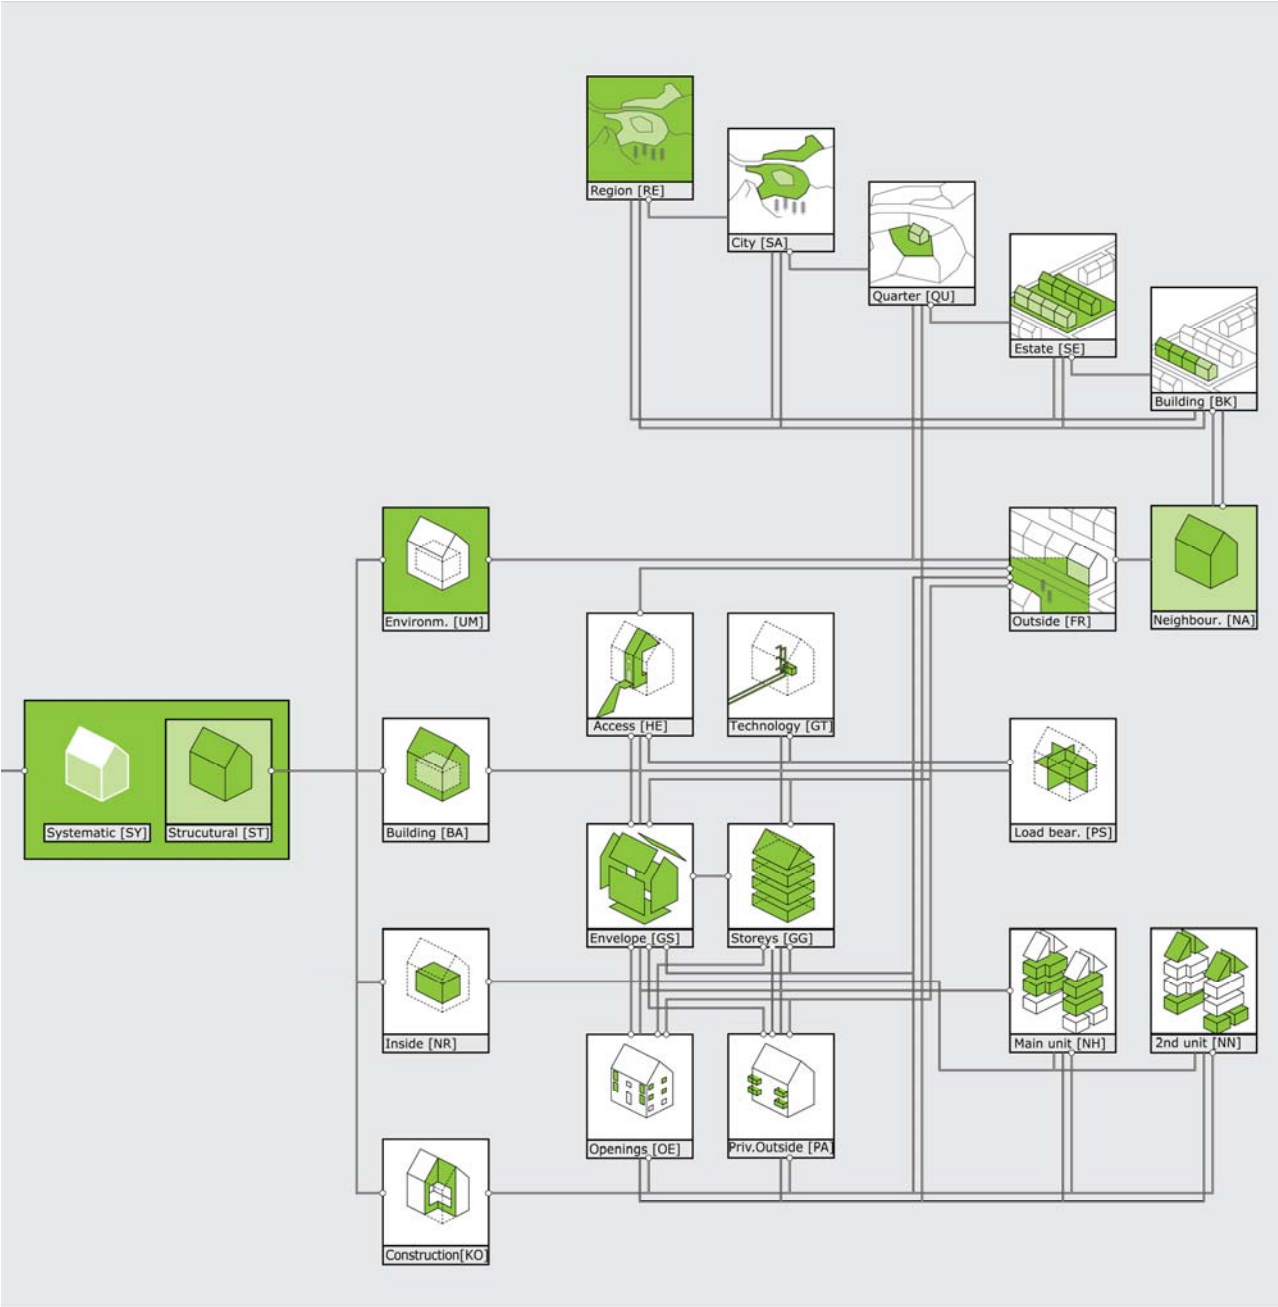 Region [RE]
City [SA]
Quarter [QU]
Estate [SE]
Building [BK]
Environm. [UM]
Outside [FR]
Neighbour. [NA]
Access [HE]
Technology [GT]
Systematic [SY]
Strucutural [ST]
Building [BA]
Load bear. [PS]
Envelope [GS]
Storeys [GG]
Inside [NR]
Main unit [NH]
2nd unit [NN]
Openings [OE]
Priv.Outside [PA]
Construction[KO]